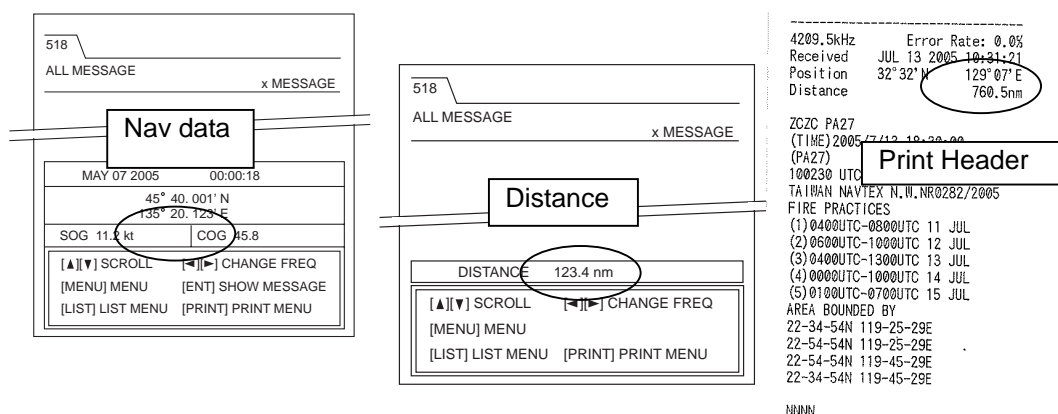 518
ALL MESSAGE
x MESSAGE
Nav data
MAY 07 2005 00:00:18
45° 40. 001' N
135° 20. 123' E
SOG 11.2 kt COG 45.8
[▲][▼] SCROLL [◄][►] CHANGE FREQ
[MENU] MENU [ENT] SHOW MESSAGE
[LIST] LIST MENU [PRINT] PRINT MENU
518
ALL MESSAGE
x MESSAGE
Distance
DISTANCE 123.4 nm
[▲][▼] SCROLL [◄][►] CHANGE FREQ
[MENU] MENU
[LIST] LIST MENU [PRINT] PRINT MENU
4209.5kHz Error Rate: 0.0%
Received JUL 13 2005 10:31:21
Position 32°32'N 129°07'E
Distance 760.5nm
ZCZC PA27
(TIME)2005/7/13
(PA27)
Print Header
100230 UTC
TAIWAN NAVTEX N.W.NR0282/2005
FIRE PRACTICES
(1)0400UTC-0800UTC 11 JUL
(2)0600UTC-1000UTC 12 JUL
(3)0400UTC-1300UTC 13 JUL
(4)0000UTC-1000UTC 14 JUL
(5)0100UTC-0700UTC 15 JUL
AREA BOUNDED BY
22-34-54N 119-25-29E
22-54-54N 119-25-29E
22-54-54N 119-45-29E
22-34-54N 119-45-29E
NNNN